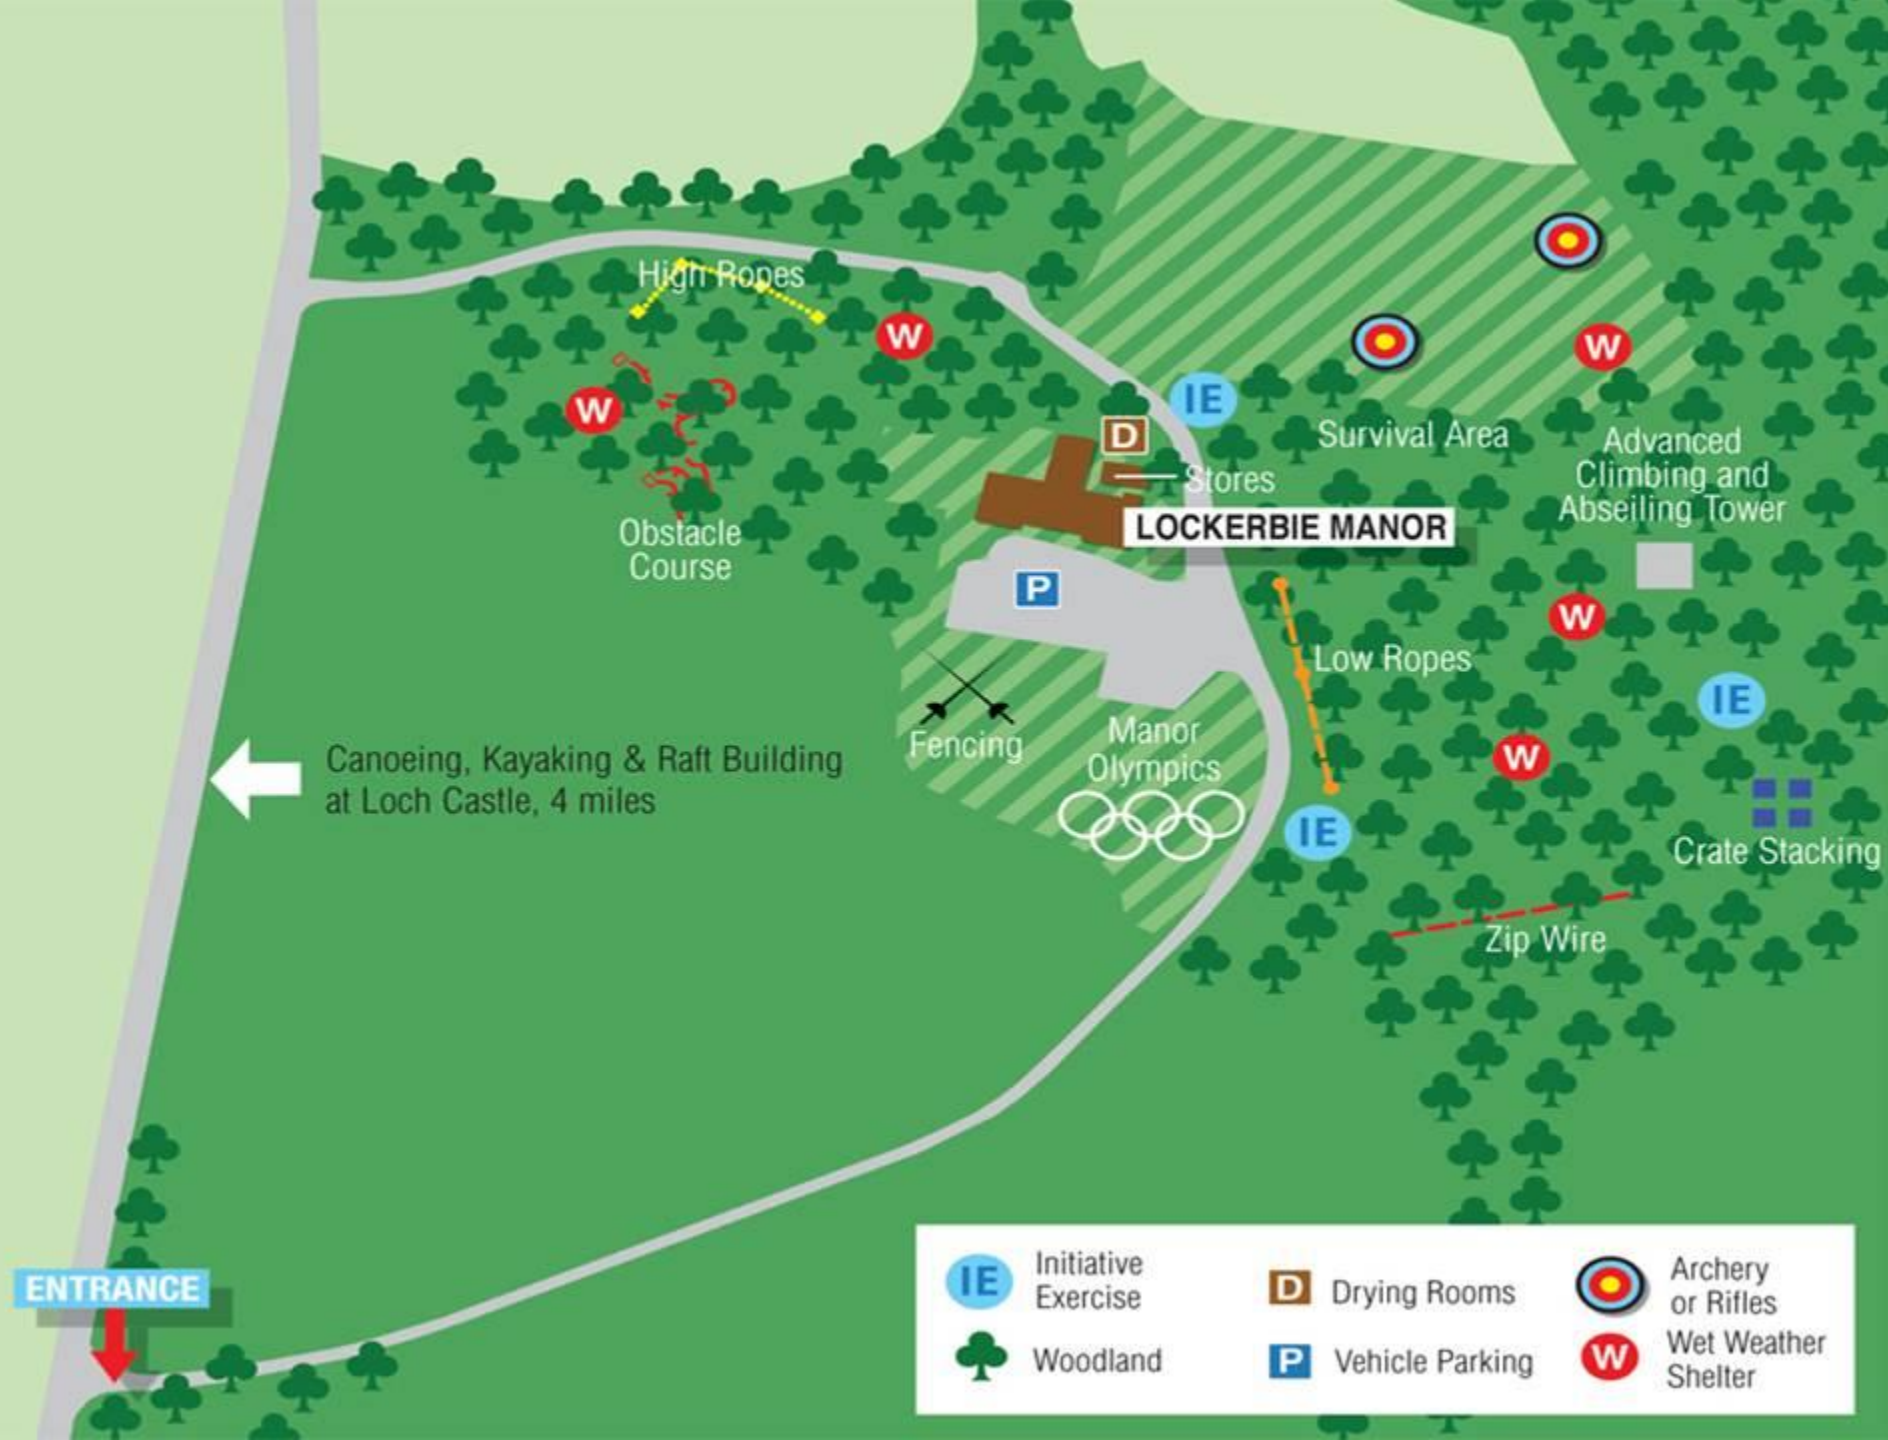 High Ropes
W
W
Obstacle
Course
IE
D
Stores
LOCKERBIE MANOR
P
W
Survival Area
Advanced
Climbing and
Abseiling Tower
W
Low Ropes
IE
W
Fencing
Manor
Olympics
IE
Crate Stacking
Zip Wire
Canoeing, Kayaking & Raft Building
at Loch Castle, 4 miles
ENTRANCE
IE
Initiative
Exercise
Woodland
D
Drying Rooms
P
Vehicle Parking
Archery
or Rifles
W
Wet Weather
Shelter